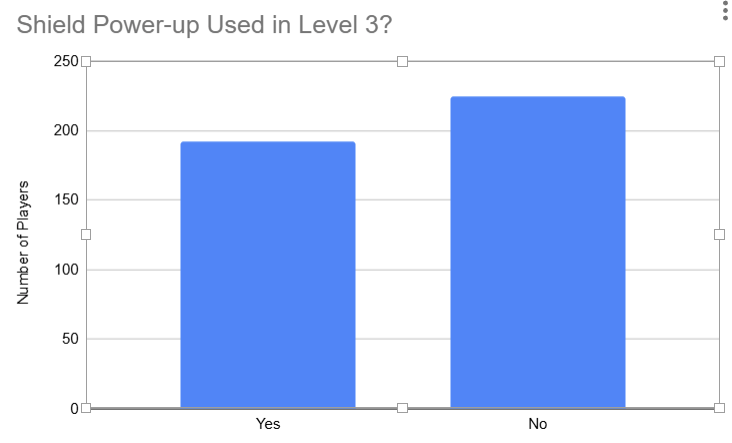 Shield Power-up Used in Level 3?
250
200
150
100
50
0
Number of Players
Yes No